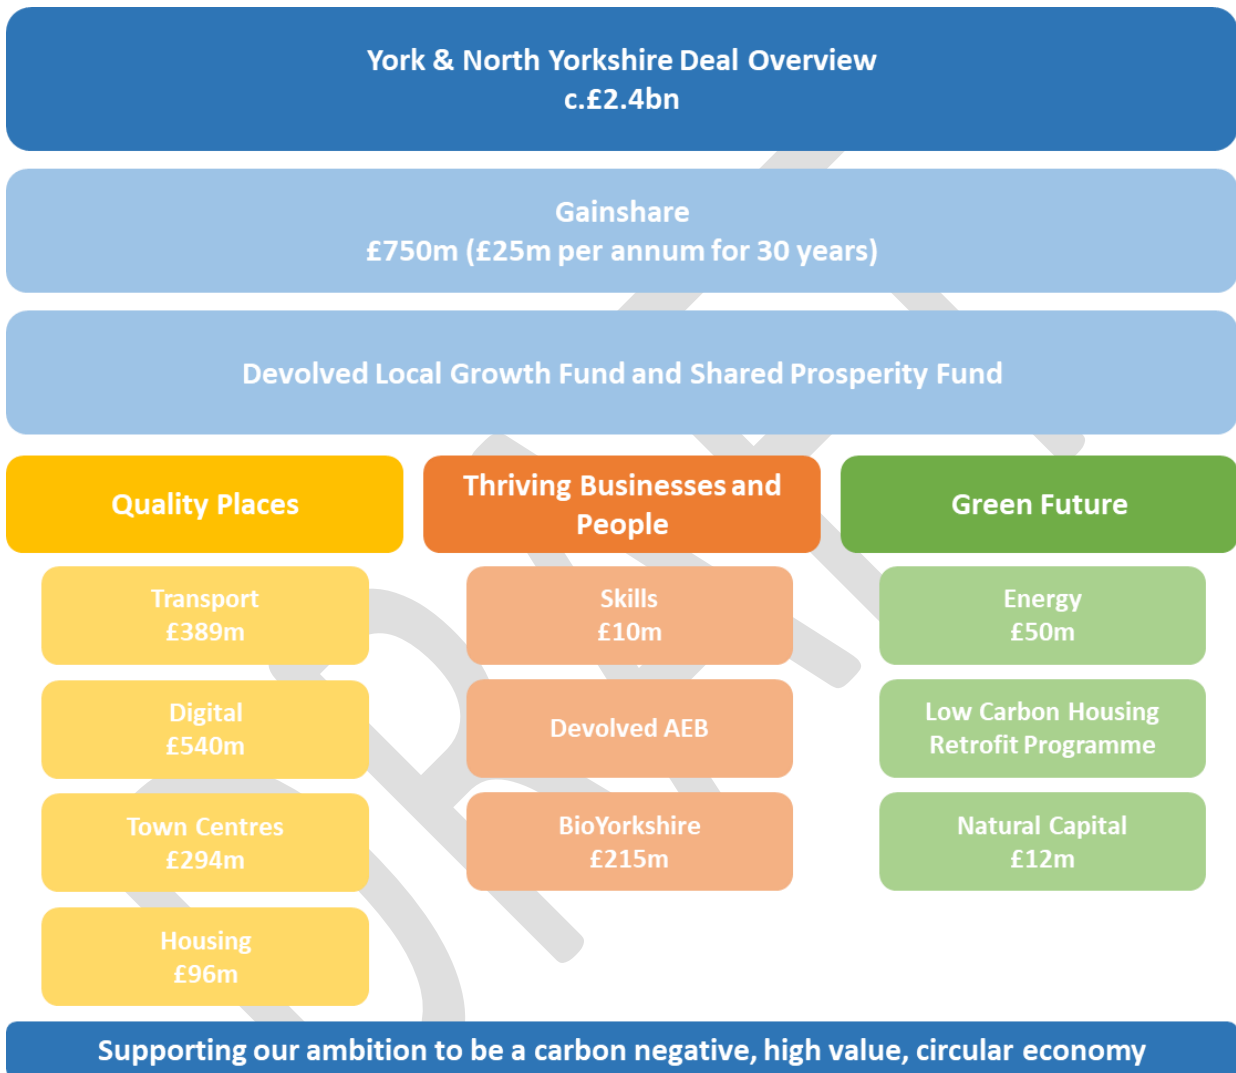 York & North Yorkshire Deal Overview
c.£2.4bn
Gainshare
£750m (£25m per annum for 30 years)
Devolved Local Growth Fund and Shared Prosperity Fund
Quality Places
Transport
£389m
Digital
£540m
Town Centres
£294m
Housing
£96m
Thriving Businesses and
People
Skills
£10m
Devolved AEB
BioYorkshire
£215m
Green Future
Energy
£50m
Low Carbon Housing
Retrofit Programme
Natural Capital
£12m
Supporting our ambition to be a carbon negative, high value, circular economy
DRAFT